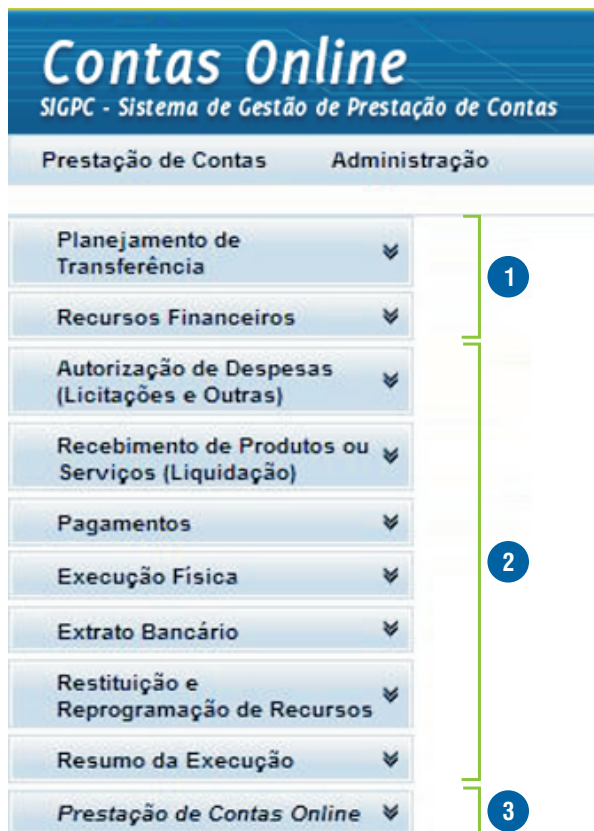 Contas Online
SIGPC - Sistema de Gestão de Prestação de Contas
Prestação de Contas Administração
Planejamento de
Transferência
1
Recursos Financeiros
Autorização de Despesas
(Licitações e Outras)
Recebimento de Produtos ou
Serviços (Liquidação)
Pagamentos
2
Execução Física
Extrato Bancário
Restituição e
Reprogramação de Recursos
Resumo da Execução
Prestação de Contas Online
3